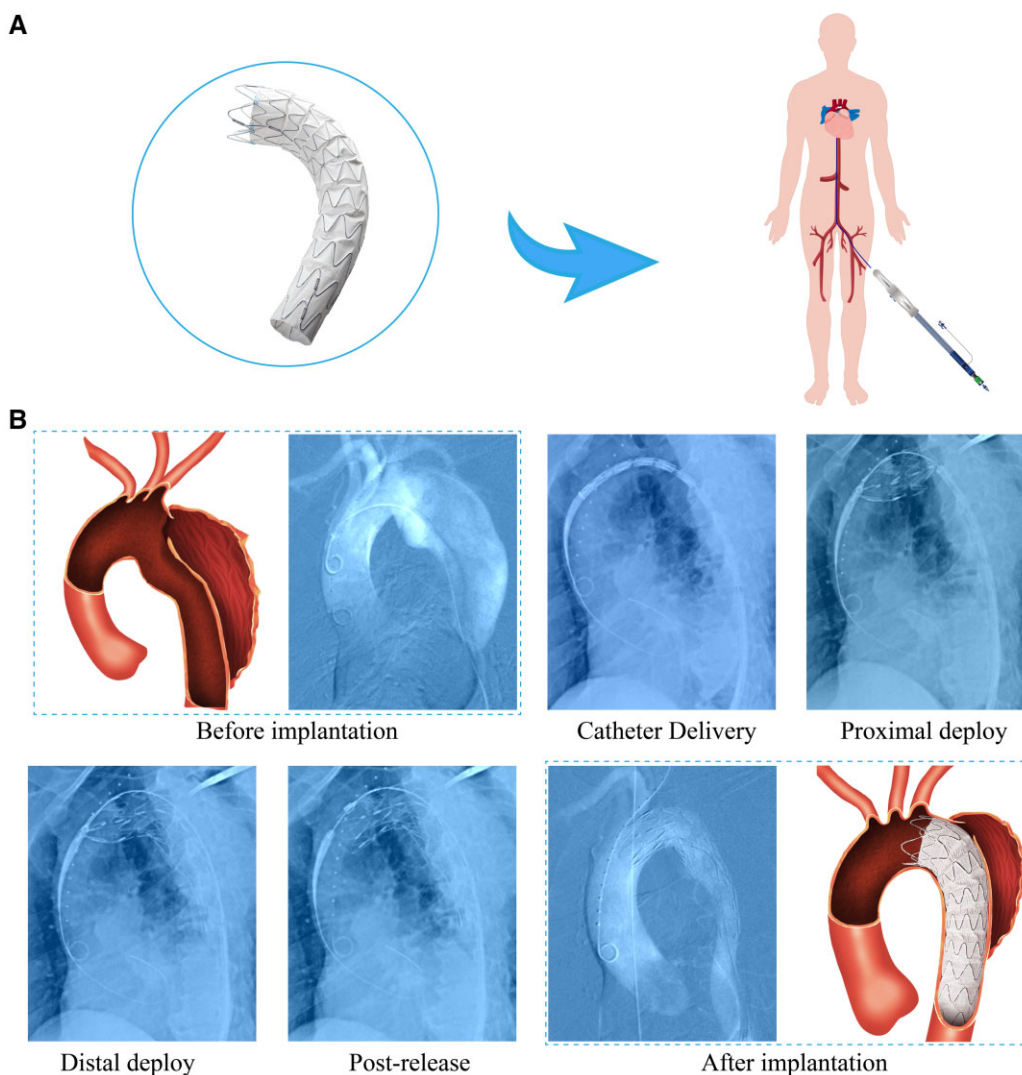 A
B
Before implantation
Catheter Delivery
Proximal deploy
Distal deploy
Post-release
After implantation